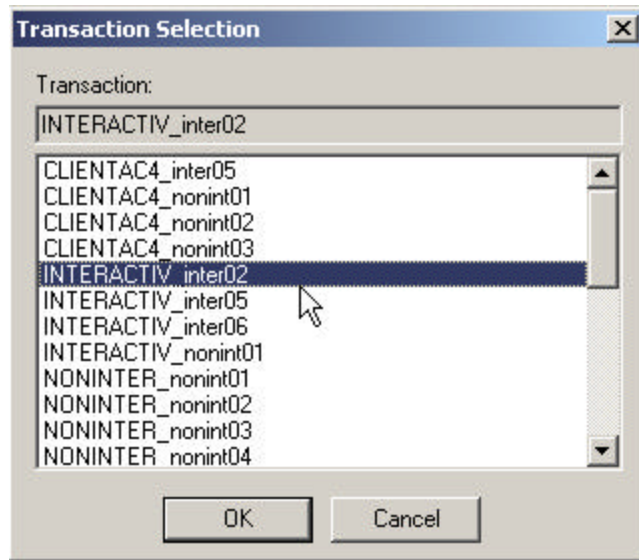 Transaction Selection
Transaction:
INTERACTIV_inter02
CLIENTAC4_inter05
CLIENTAC4_nonint01
CLIENTAC4_nonint02
CLIENTAC4_nonint03
INTERACTIV_inter02
INTERACTIV_inter05
INTERACTIV_inter06
INTERACTIV_nonint01
NONINTER_nonint01
NONINTER_nonint02
NONINTER_nonint03
NONINTER_nonint04
OK Cancel